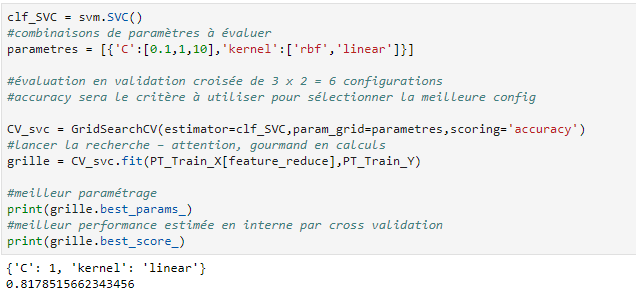 clf_SVC = svm.SVC()
#combinaisons de paramètres à évaluer
parametres = [{'C':[0.1,1,10],'kernel':['rbf','linear']}]
#évaluation en validation croisée de 3 x 2 = 6 configurations
#accuracy sera le critère à utiliser pour sélectionner la meilleure config
CV_svc = GridSearchCV(estimator=clf_SVC,param_grid=parametres,scoring='accuracy')
#lancer la recherche – attention, gourmand en calculs
grille = CV_svc.fit(PT_Train_X[feature_reduce],PT_Train_Y)
#meilleur paramétrage
print(grille.best_params_)
#meilleur performance estimée en interne par cross validation
print(grille.best_score_)
{'C': 1, 'kernel': 'linear'}
0.8178515662343456